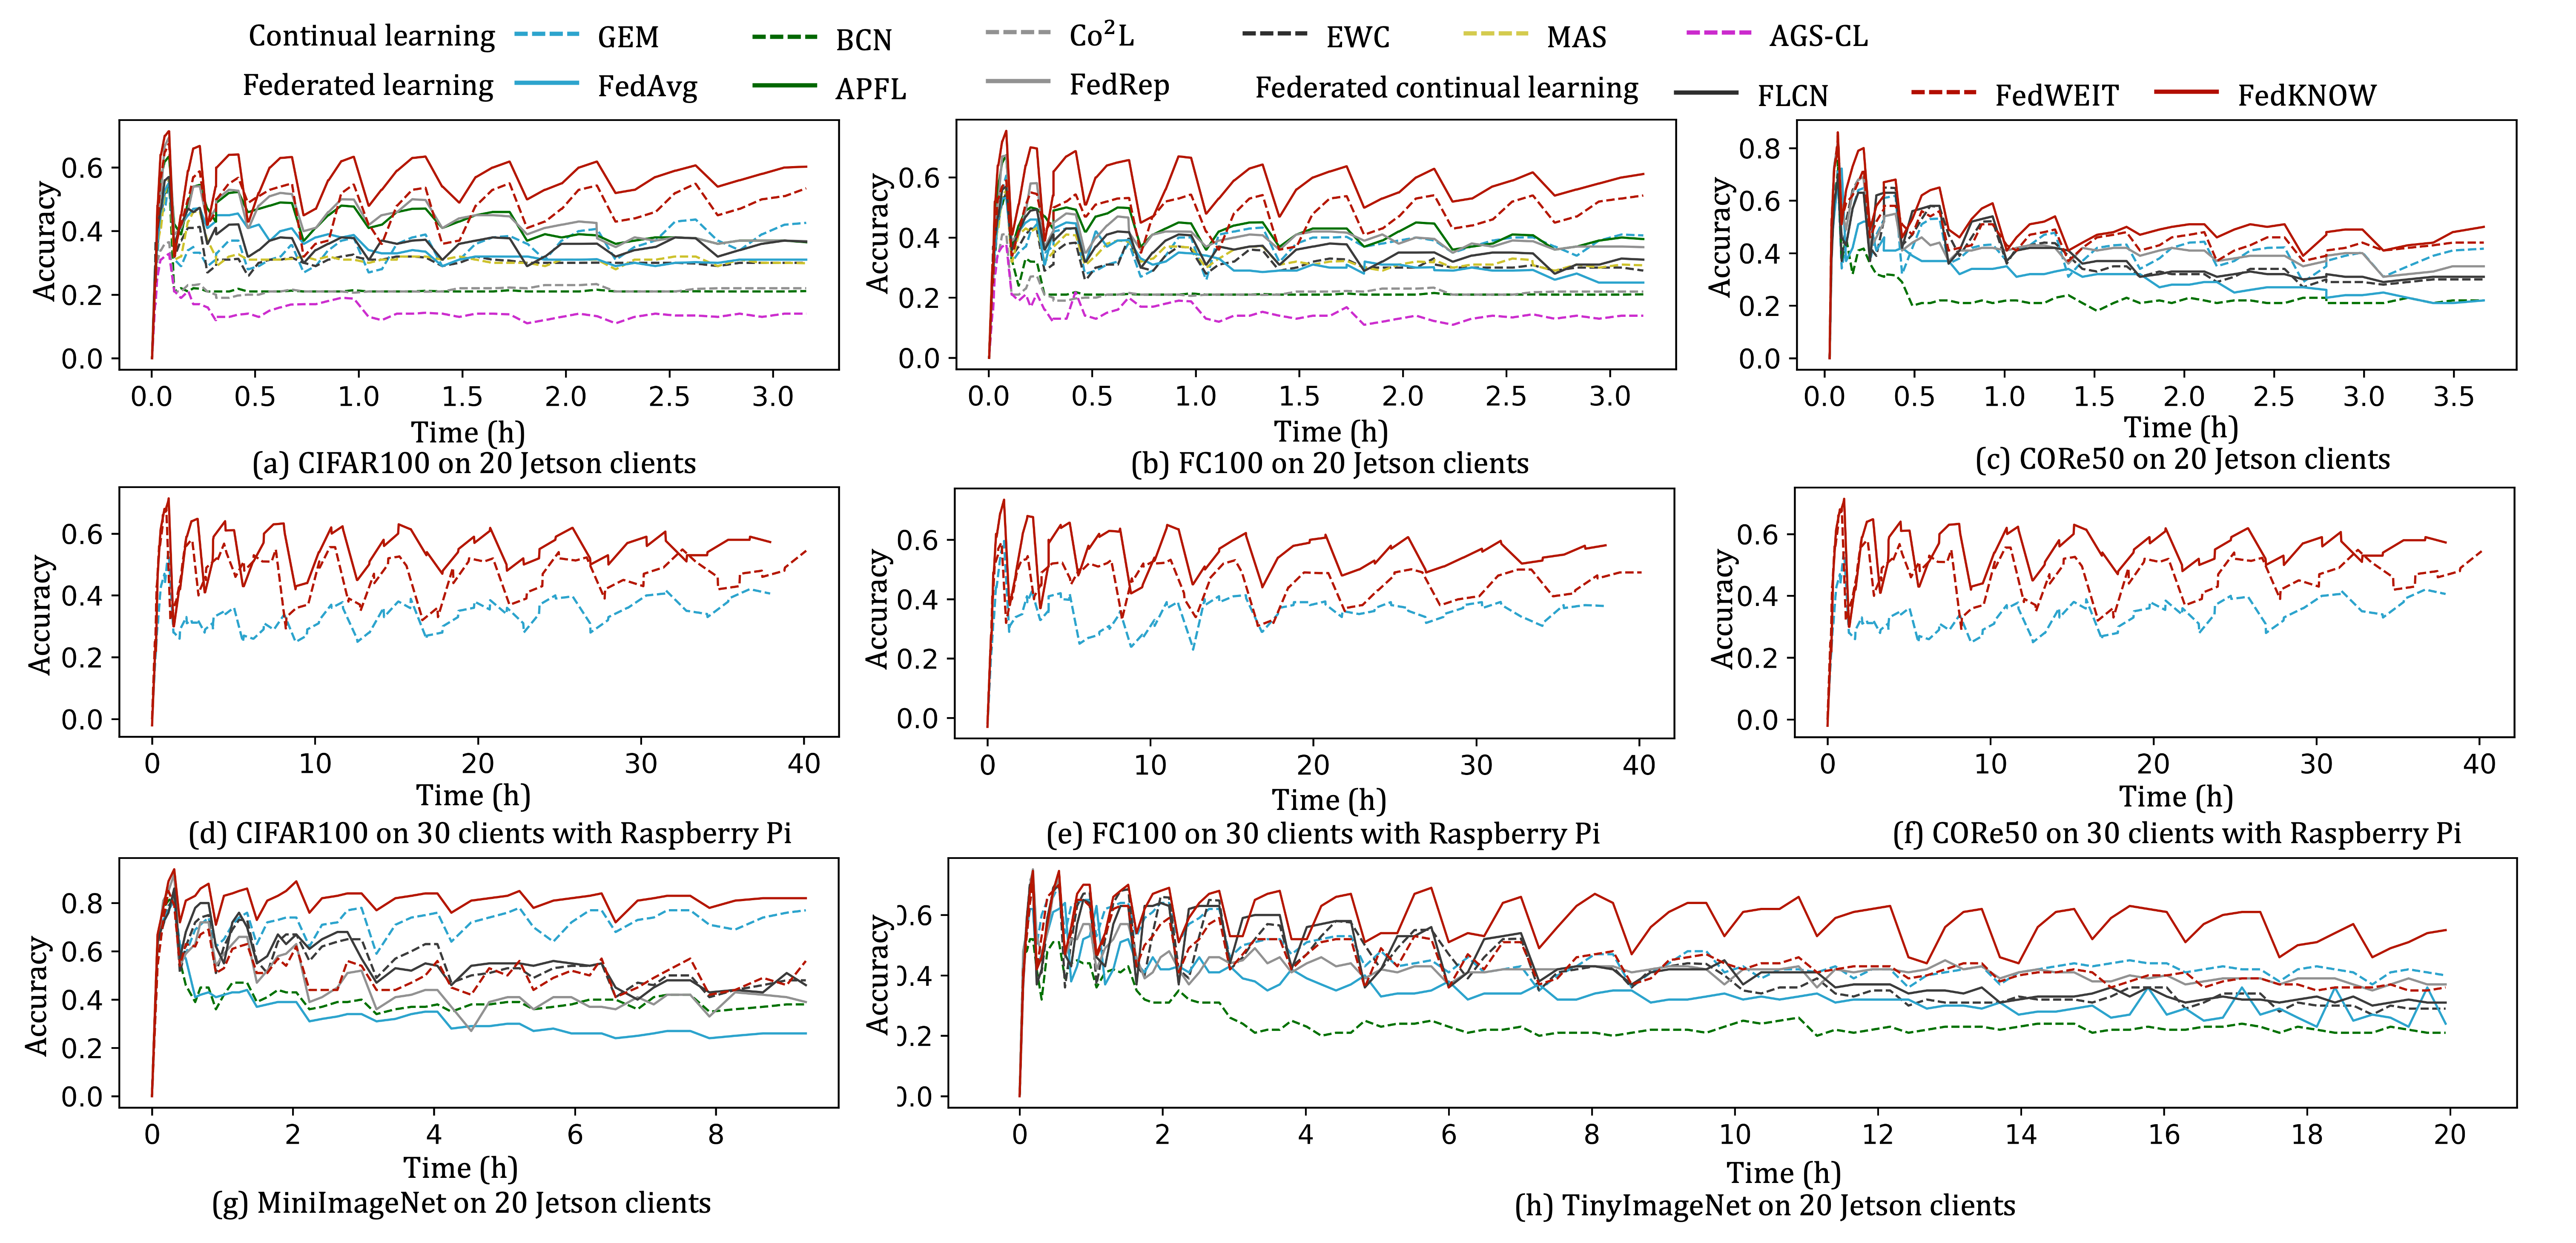 Continual learning GEM BCN Co²L EWC MAS AGS-CL
Federated learning FedAvg APFL FedRep Federated continual learning FLCN FedWEIT FedKNOW
Accuracy
0.6
0.4
0.2
0.0
0.0 0.5 1.0 1.5 2.0 2.5 3.0
Time (h)
(a) CIFAR100 on 20 Jetson clients
Accuracy
0.6
0.4
0.2
0.0
0.0 0.5 1.0 1.5 2.0 2.5 3.0
Time (h)
(b) FC100 on 20 Jetson clients
Accuracy
0.8
0.6
0.4
0.2
0.0
0.0 0.5 1.0 1.5 2.0 2.5 3.0 3.5
Time (h)
(c) CORe50 on 20 Jetson clients
Accuracy
0.6
0.4
0.2
0.0
0 10 20 30 40
Time (h)
(d) CIFAR100 on 30 clients with Raspberry Pi
Accuracy
0.6
0.4
0.2
0.0
0 10 20 30 40
Time (h)
(e) FC100 on 30 clients with Raspberry Pi
Accuracy
0.6
0.4
0.2
0.0
0 10 20 30 40
Time (h)
(f) CORe50 on 30 clients with Raspberry Pi
Accuracy
0.8
0.6
0.4
0.2
0.0
0 2 4 6 8
Time (h)
(g) MiniImageNet on 20 Jetson clients
Accuracy
0.6
0.4
0.2
0.0
0 2 4 6 8 10 12 14 16 18 20
Time (h)
(h) TinyImageNet on 20 Jetson clients